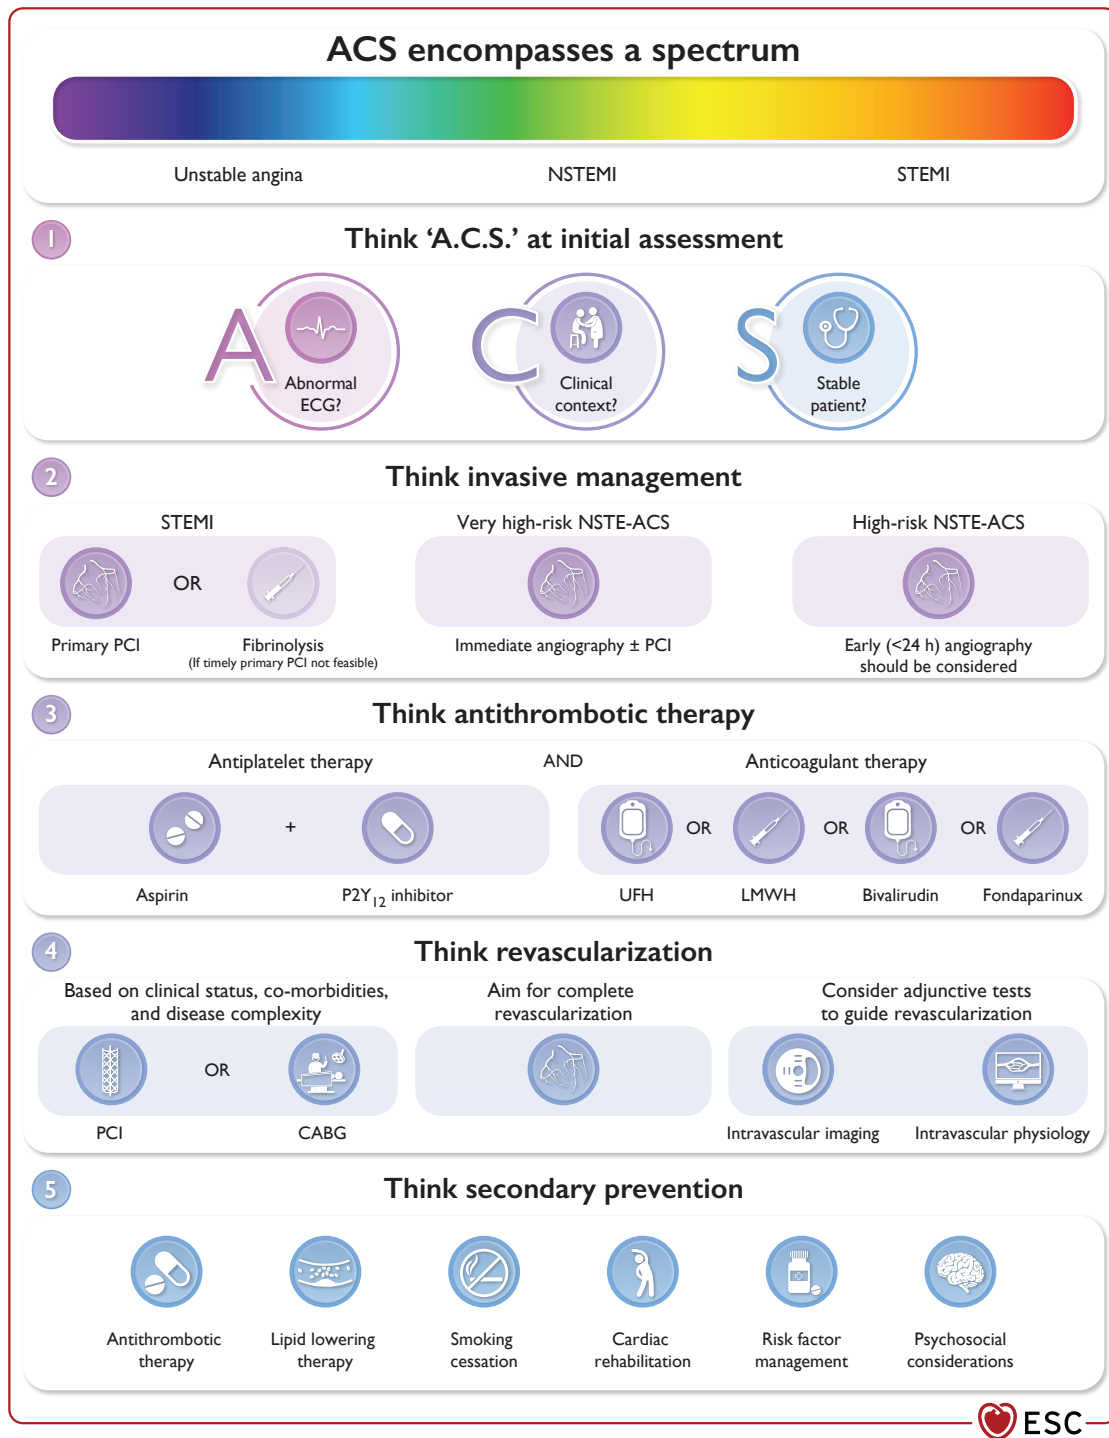 ACS encompasses a spectrum
Unstable angina
NSTEMI
STEMI
1
Think ‘A.C.S.’ at initial assessment
A
Abnormal
ECG?
C
Clinical
context?
S
Stable
patient?
2
Think invasive management
STEMI
OR
Primary PCI
Fibrinolysis
(If timely primary PCI not feasible)
Very high-risk NSTE-ACS
Immediate angiography ± PCI
High-risk NSTE-ACS
Early (<24 h) angiography
should be considered
3
Think antithrombotic therapy
Antiplatelet therapy
AND
Anticoagulant therapy
+
Aspirin
P2Y12 inhibitor
OR
OR
OR
UFH
LMWH
Bivalirudin
Fondaparinux
4
Think revascularization
Based on clinical status, co-morbidities,
and disease complexity
OR
PCI
CABG
Aim for complete
revascularization
Consider adjunctive tests
to guide revascularization
Intravascular imaging
Intravascular physiology
5
Think secondary prevention
Antithrombotic
therapy
Lipid lowering
therapy
Smoking
cessation
Cardiac
rehabilitation
Risk factor
management
Psychosocial
considerations
ESC